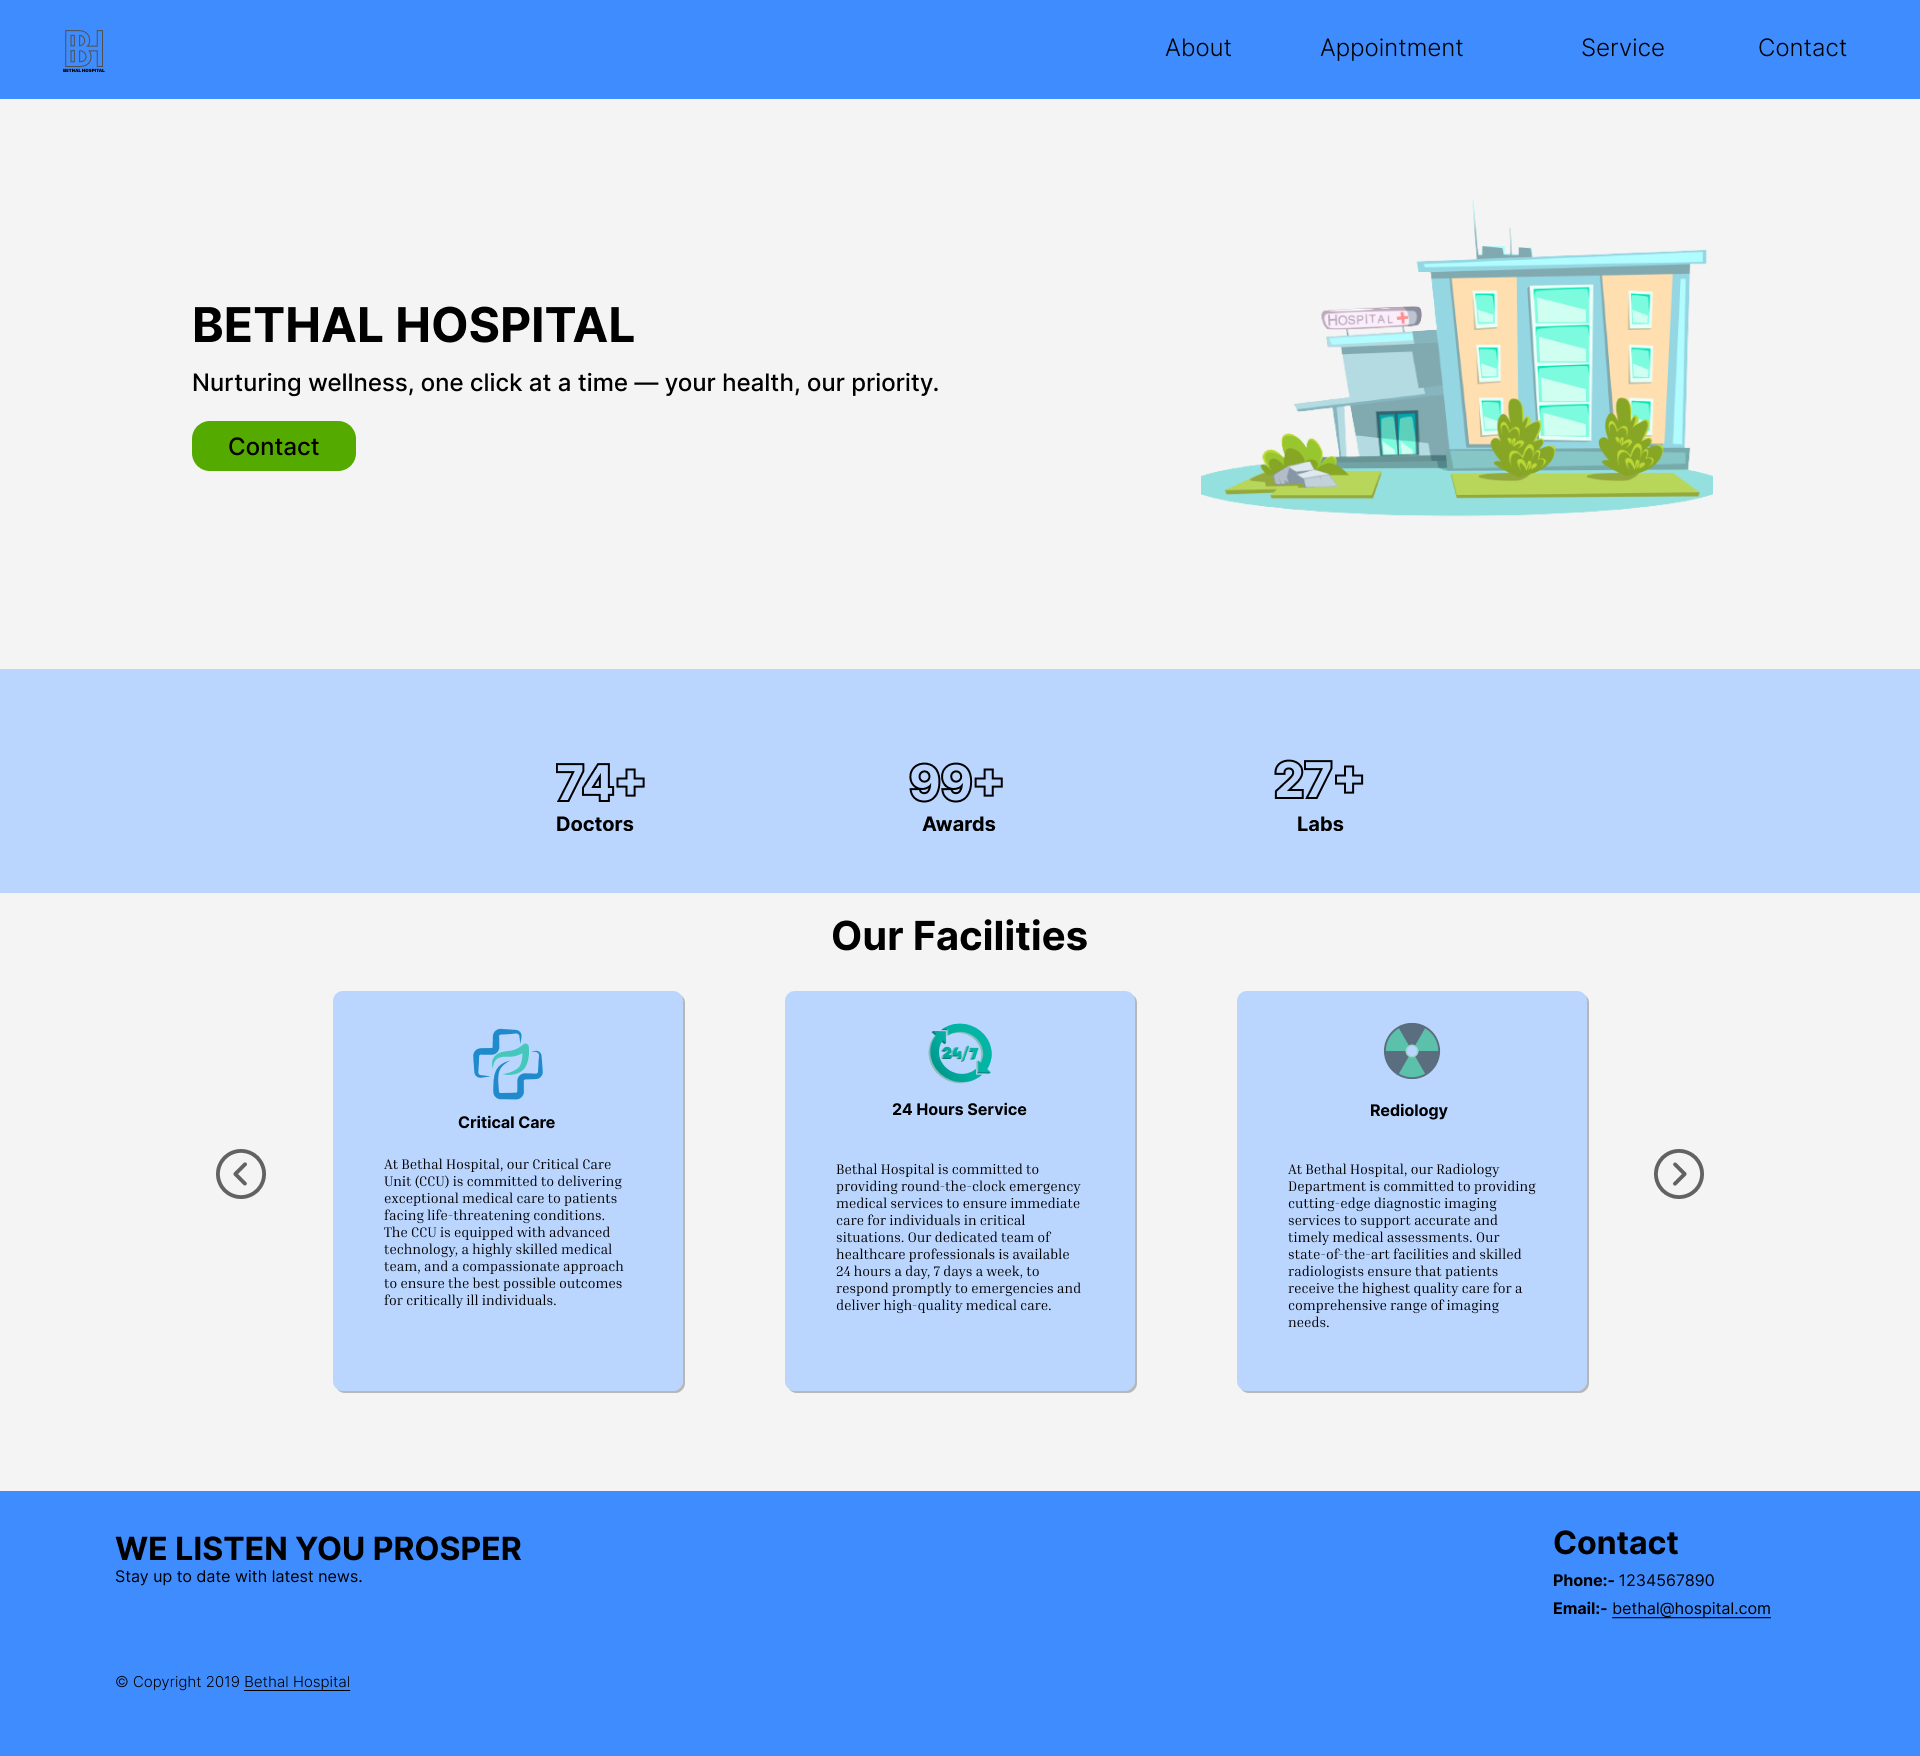 BH
BETHAL HOSPITAL
About Appointment Service Contact
BETHAL HOSPITAL
Nurturing wellness, one click at a time — your health, our priority.
Contact
HOSPITAL
74+ 99+ 27+
Doctors Awards Labs
Our Facilities
Critical Care
At Bethal Hospital, our Critical Care
Unit (CCU) is committed to delivering
exceptional medical care to patients
facing life-threatening conditions.
The CCU is equipped with advanced
technology, a highly skilled medical
team, and a compassionate approach
to ensure the best possible outcomes
for critically ill individuals.
24/7
24 Hours Service
Bethal Hospital is committed to
providing round-the-clock emergency
medical services to ensure immediate
care for individuals in critical
situations. Our dedicated team of
healthcare professionals is available
24 hours a day, 7 days a week, to
respond promptly to emergencies and
deliver high-quality medical care.
Rediology
At Bethal Hospital, our Radiology
Department is committed to providing
cutting-edge diagnostic imaging
services to support accurate and
timely medical assessments. Our
state-of-the-art facilities and skilled
radiologists ensure that patients
receive the highest quality care for a
comprehensive range of imaging
needs.
WE LISTEN YOU PROSPER
Stay up to date with latest news.
Contact
Phone:- 1234567890
Email:- bethal@hospital.com
© Copyright 2019 Bethal Hospital